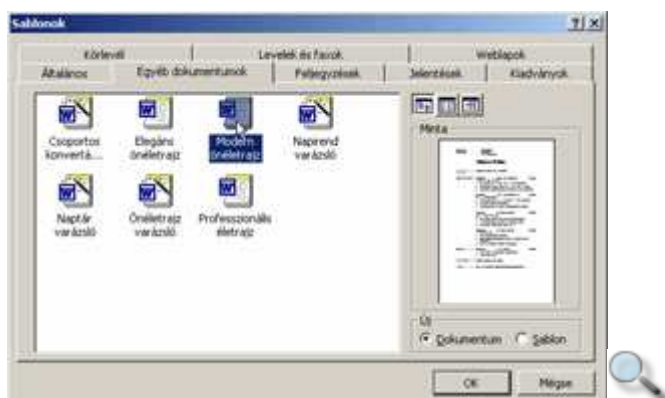 Sablonok
Körlevél
Levelek és faxok
Weblapok
Általános
Egyéb dokumentumok
Feljegyzések
Jelentések
Kiadványok
Csoportos konvertá...
Elegáns önéletrajz
Modern önéletrajz
Napirend varázsló
Naptár varázsló
Önéletrajz varázsló
Professzionális életrajz
Minta
Új
Dokumentum
Sablon
OK
Mégse